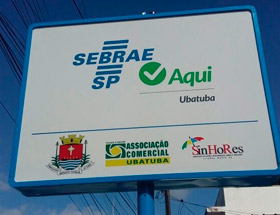 SEBRAE
SP
Aqui
Ubatuba
ASSOCIAÇÃO
COMERCIAL
UBATUBA
SinHoRes